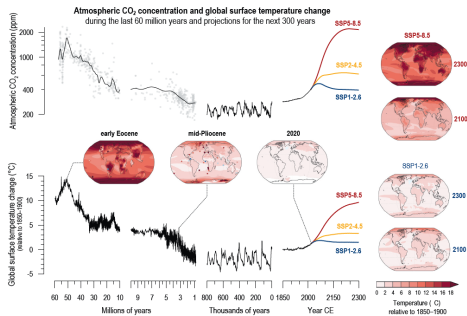 Atmospheric CO₂ concentration and global surface temperature change
during the last 60 million years and projections for the next 300 years
Atmospheric CO₂ concentration (ppm)
2000
1000
400
200
SSP5-8.5
SSP2-4.5
SSP1-2.6
SSP5-8.5
2300
2100
SSP1-2.6
2300
2100
early Eocene
mid-Pliocene
2020
Global surface temperature change (°C)
(relative to 1850–1900)
15
10
5
0
-5
SSP5-8.5
SSP2-4.5
SSP1-2.6
60 50 40 30 20 10
9 7 5 3 1
800 600 400 200 0
1850 2000 2150 2300
Millions of years
Thousands of years
Year CE
0 2 4 6 8 10 12 14 16 18
Temperature ( C)
relative to 1850–1900